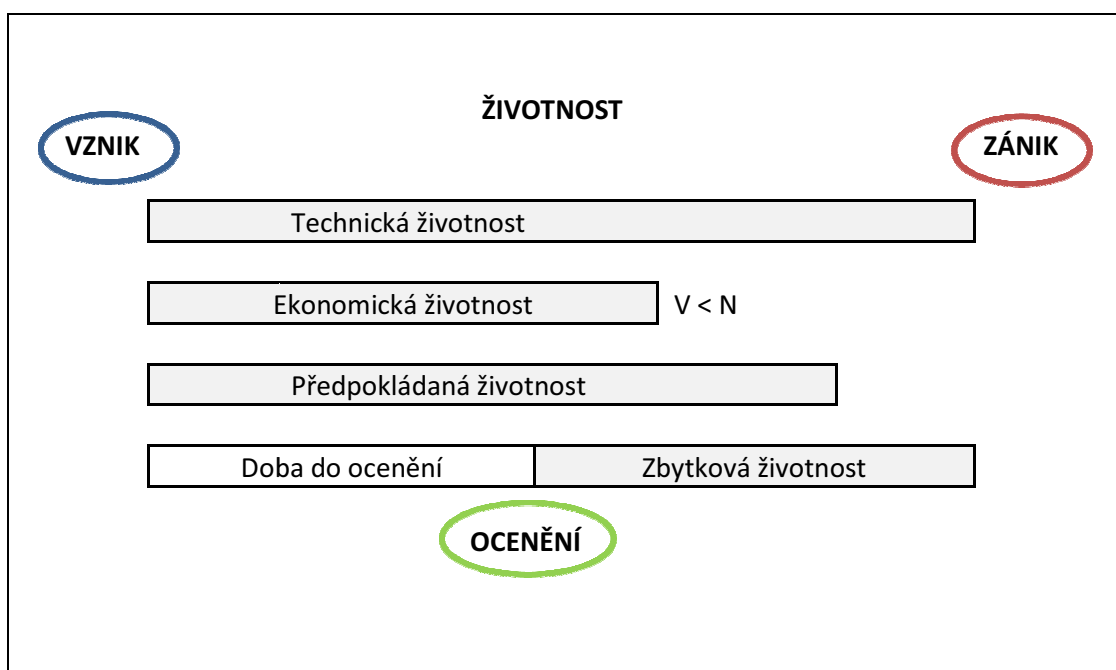 ŽIVOTNOST
VZNIK
ZÁNIK
Technická životnost
Ekonomická životnost
V < N
Předpokládaná životnost
Doba do ocenění
Zbytková životnost
OCENĚNÍ